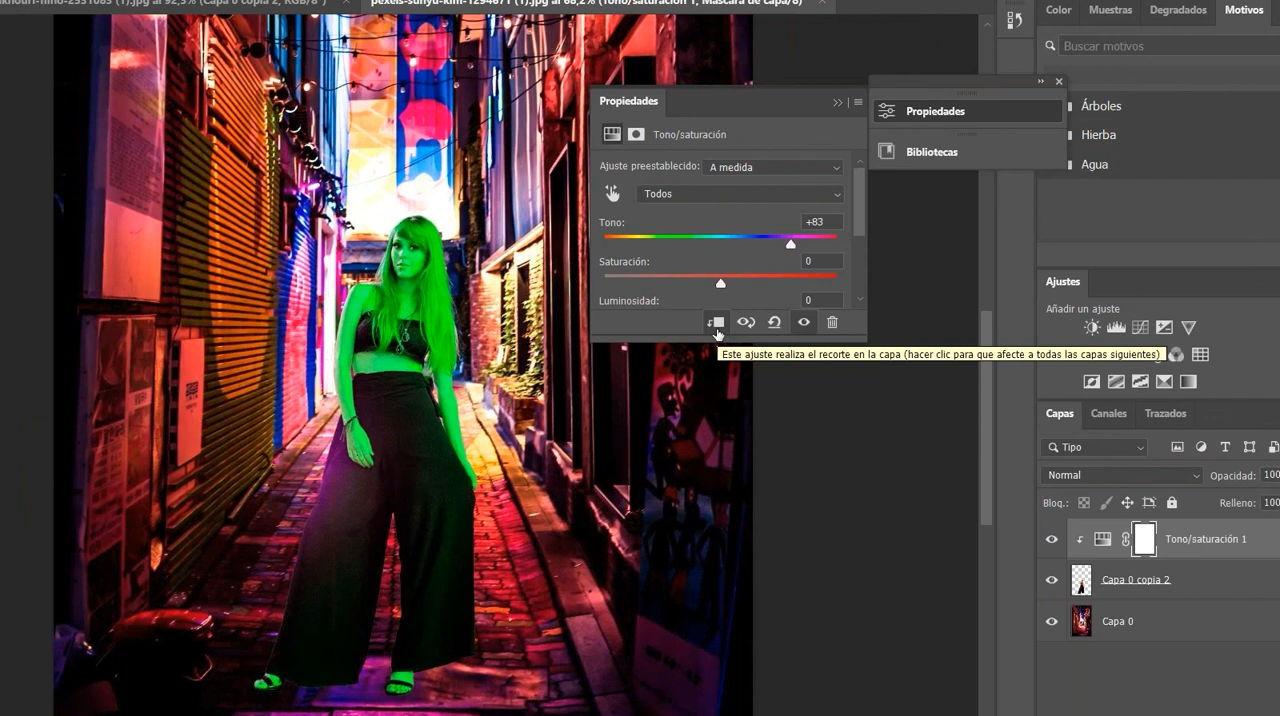 khouri-nino-2551063 (1).jpg al 92,3% (Capa 0 copia 2, RGB/8*)
pexels-sunyu-kim-1294671 (1).jpg al 68,2% (Tono/saturación 1, Máscara de capa/8)
Color
Muestras
Degradados
Motivos
Buscar motivos
Árboles
Hierba
Agua
Propiedades
Bibliotecas
Propiedades
Tono/saturación
Ajuste preestablecido: A medida
Todos
Tono: +83
Saturación: 0
Luminosidad: 0
Este ajuste realiza el recorte en la capa (hacer clic para que afecte a todas las capas siguientes)
Ajustes
Añadir un ajuste
Capas
Canales
Trazados
Tipo
Normal
Opacidad: 100
Bloq.:
Relleno: 100
Tono/saturación 1
Capa 0 copia 2
Capa 0